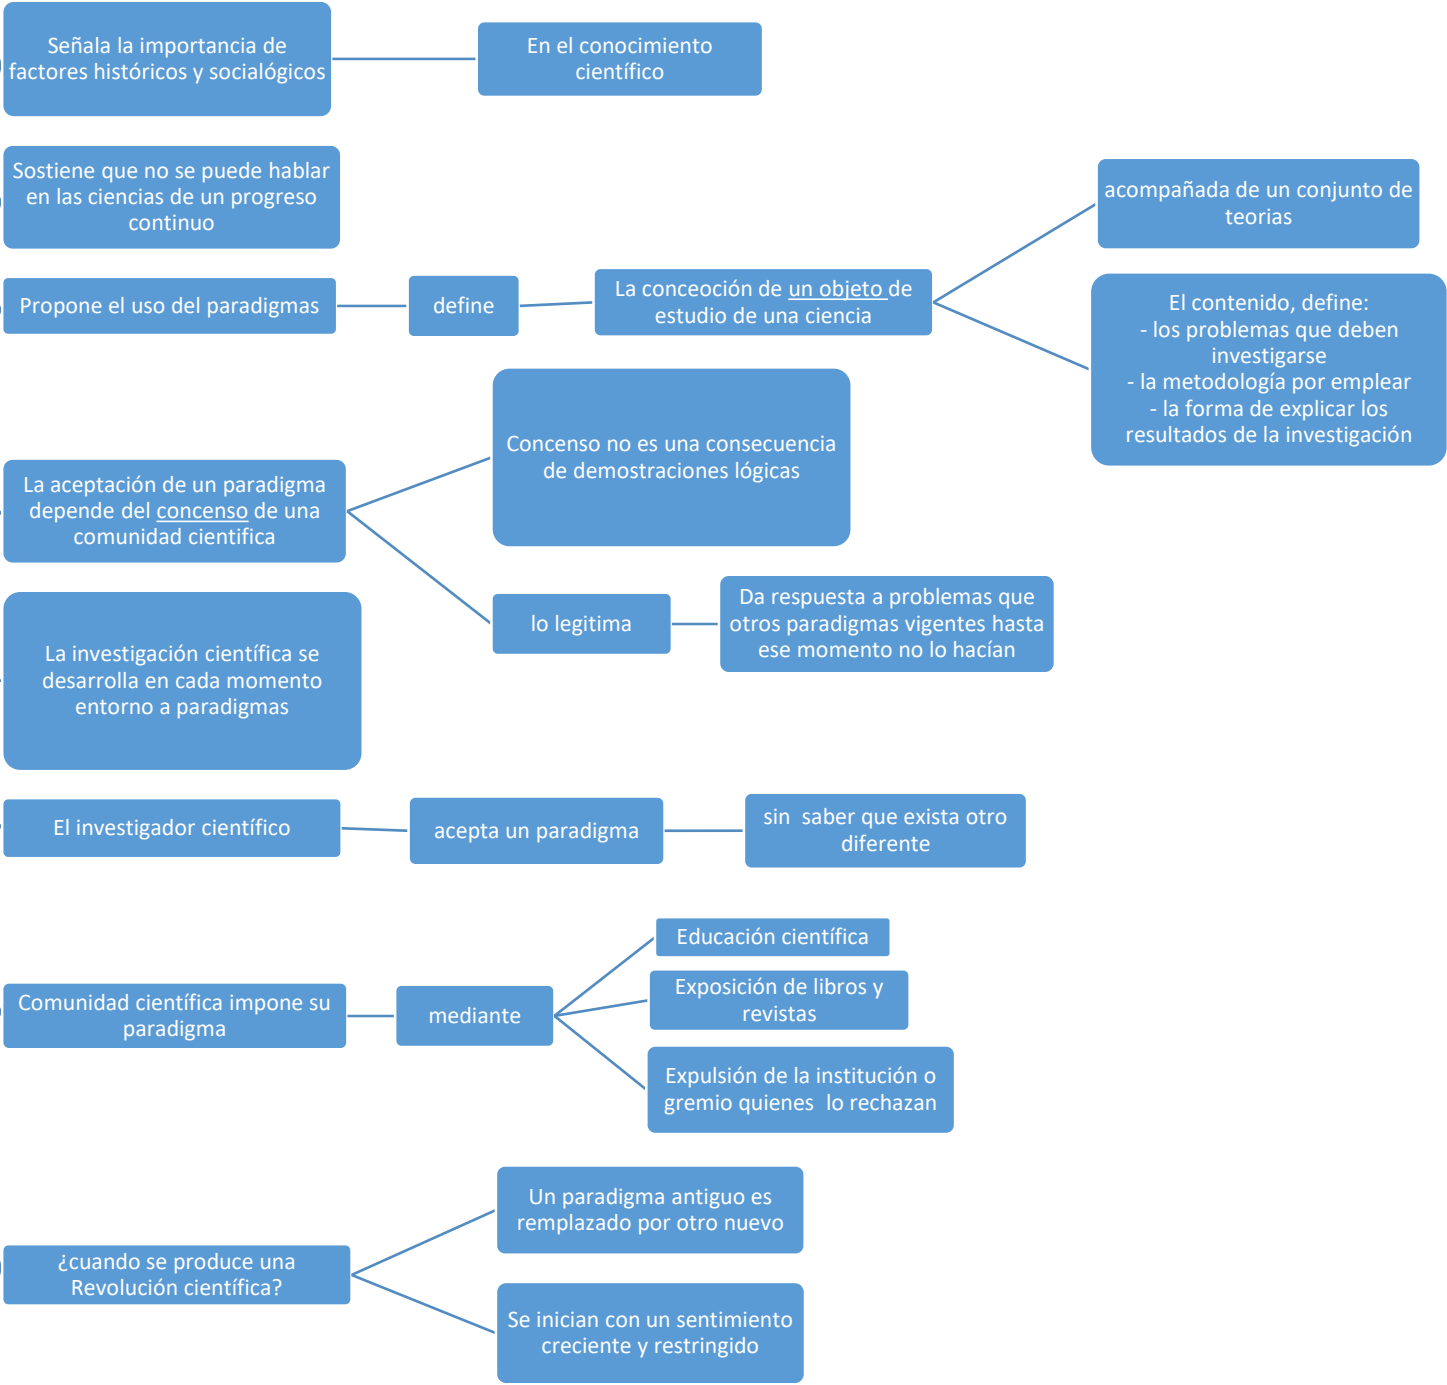 Señala la importancia de
factores históricos y socialógicos
En el conocimiento
científico
Sostiene que no se puede hablar
en las ciencias de un progreso
continuo
Propone el uso del paradigmas
define
La conceoción de un objeto de
estudio de una ciencia
acompañada de un conjunto de
teorias
El contenido, define:
- los problemas que deben
investigarse
- la metodología por emplear
- la forma de explicar los
resultados de la investigación
La aceptación de un paradigma
depende del concenso de una
comunidad cientifica
Concenso no es una consecuencia
de demostraciones lógicas
lo legitima
Da respuesta a problemas que
otros paradigmas vigentes hasta
ese momento no lo hacían
La investigación científica se
desarrolla en cada momento
entorno a paradigmas
El investigador científico
acepta un paradigma
sin saber que exista otro
diferente
Comunidad científica impone su
paradigma
mediante
Educación científica
Exposición de libros y
revistas
Expulsión de la institución o
gremio quienes lo rechazan
¿cuando se produce una
Revolución científica?
Un paradigma antiguo es
remplazado por otro nuevo
Se inician con un sentimiento
creciente y restringido